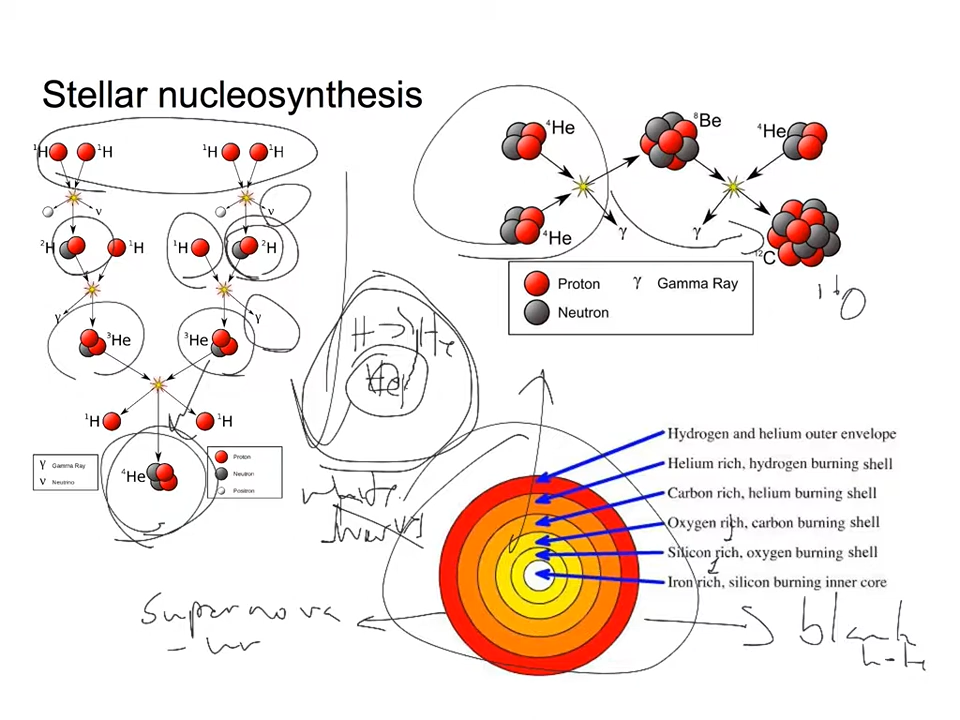 Stellar nucleosynthesis
¹H ¹H ¹H ¹H
ν ν
²H ¹H ¹H ²H
γ γ
³He ³He
¹H ¹H
⁴He
γ Gamma Ray
ν Neutrino
Proton
Neutron
Positron
⁴He ⁸Be ⁴He
γ γ
⁴He ¹²C
Proton γ Gamma Ray
Neutron
¹⁶O
H → He
Hydrogen and helium outer envelope
Helium rich, hydrogen burning shell
Carbon rich, helium burning shell
Oxygen rich, carbon burning shell
Silicon rich, oxygen burning shell
Iron rich, silicon burning inner core
Supernova